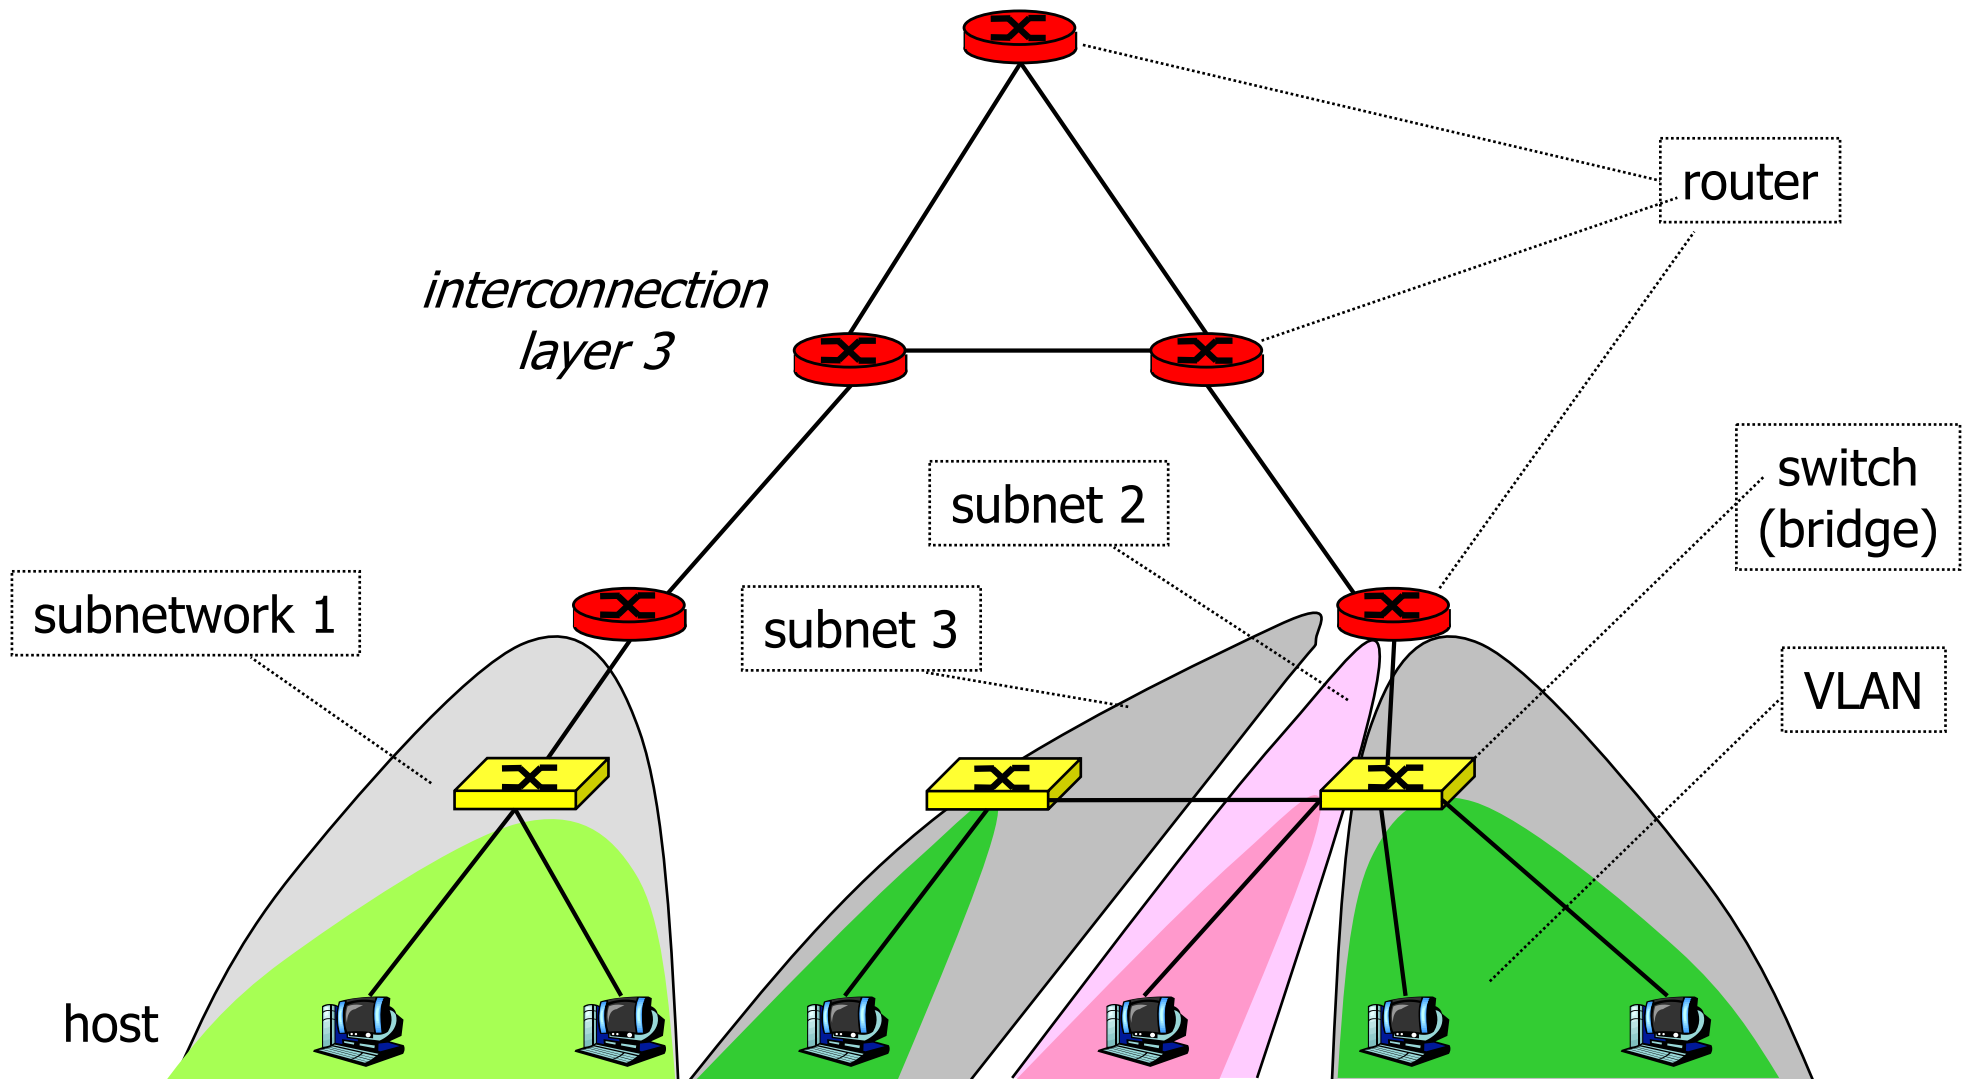 router
interconnection
layer 3
switch
(bridge)
subnet 2
subnetwork 1
subnet 3
VLAN
host